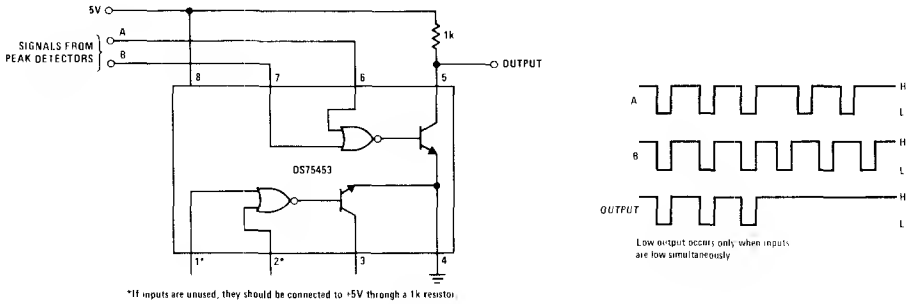 5V
A
SIGNALS FROM
PEAK DETECTORS
B
1k
OUTPUT
8
7
6
5
DS75453
1*
2*
3
4
*If inputs are unused, they should be connected to +5V through a 1k resistor.
A
H
L
B
H
L
OUTPUT
H
L
Low output occurs only when inputs
are low simultaneously